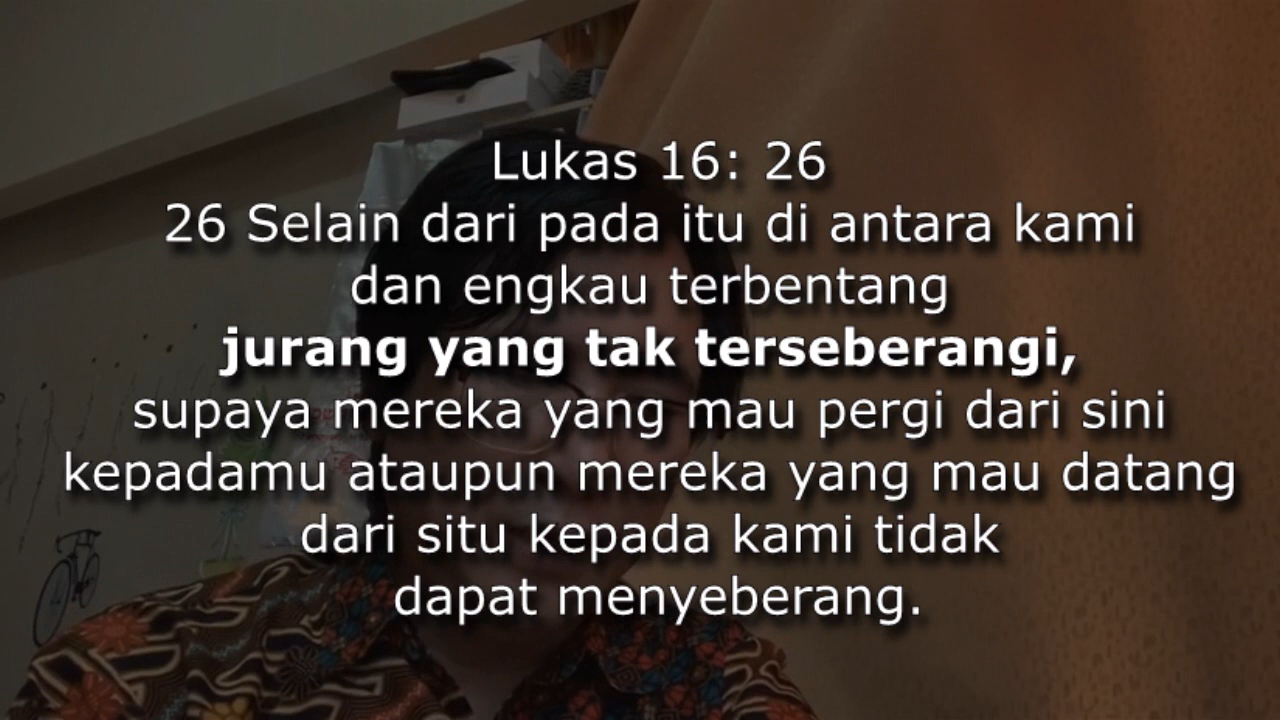 Lukas 16: 26
26 Selain dari pada itu di antara kami
dan engkau terbentang
jurang yang tak terseberangi,
supaya mereka yang mau pergi dari sini
kepadamu ataupun mereka yang mau datang
dari situ kepada kami tidak
dapat menyeberang.